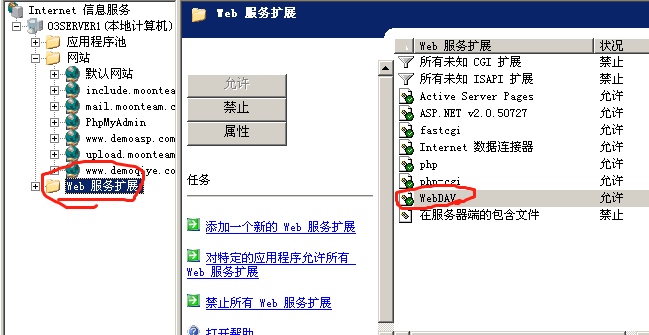 Internet 信息服务
O3SERVER1(本地计算机)
应用程序池
网站
默认网站
include.moonteam.c
mail.moonteam.com
PhpMyAdmin
www.demoasp.com
upload.moonteam.
www.demoqiye.com
Web 服务扩展
Web 服务扩展
允许
禁止
属性
任务
添加一个新的 Web 服务扩展
对特定的应用程序允许所有
Web 服务扩展
禁止所有 Web 服务扩展
打开帮助
Web 服务扩展 状况
所有未知 CGI 扩展 禁止
所有未知 ISAPI 扩展 禁止
Active Server Pages 允许
ASP.NET v2.0.50727 允许
fastcgi 允许
Internet 数据连接器 允许
php 允许
php-cgi 允许
WebDAV 允许
在服务器端的包含文件 禁止